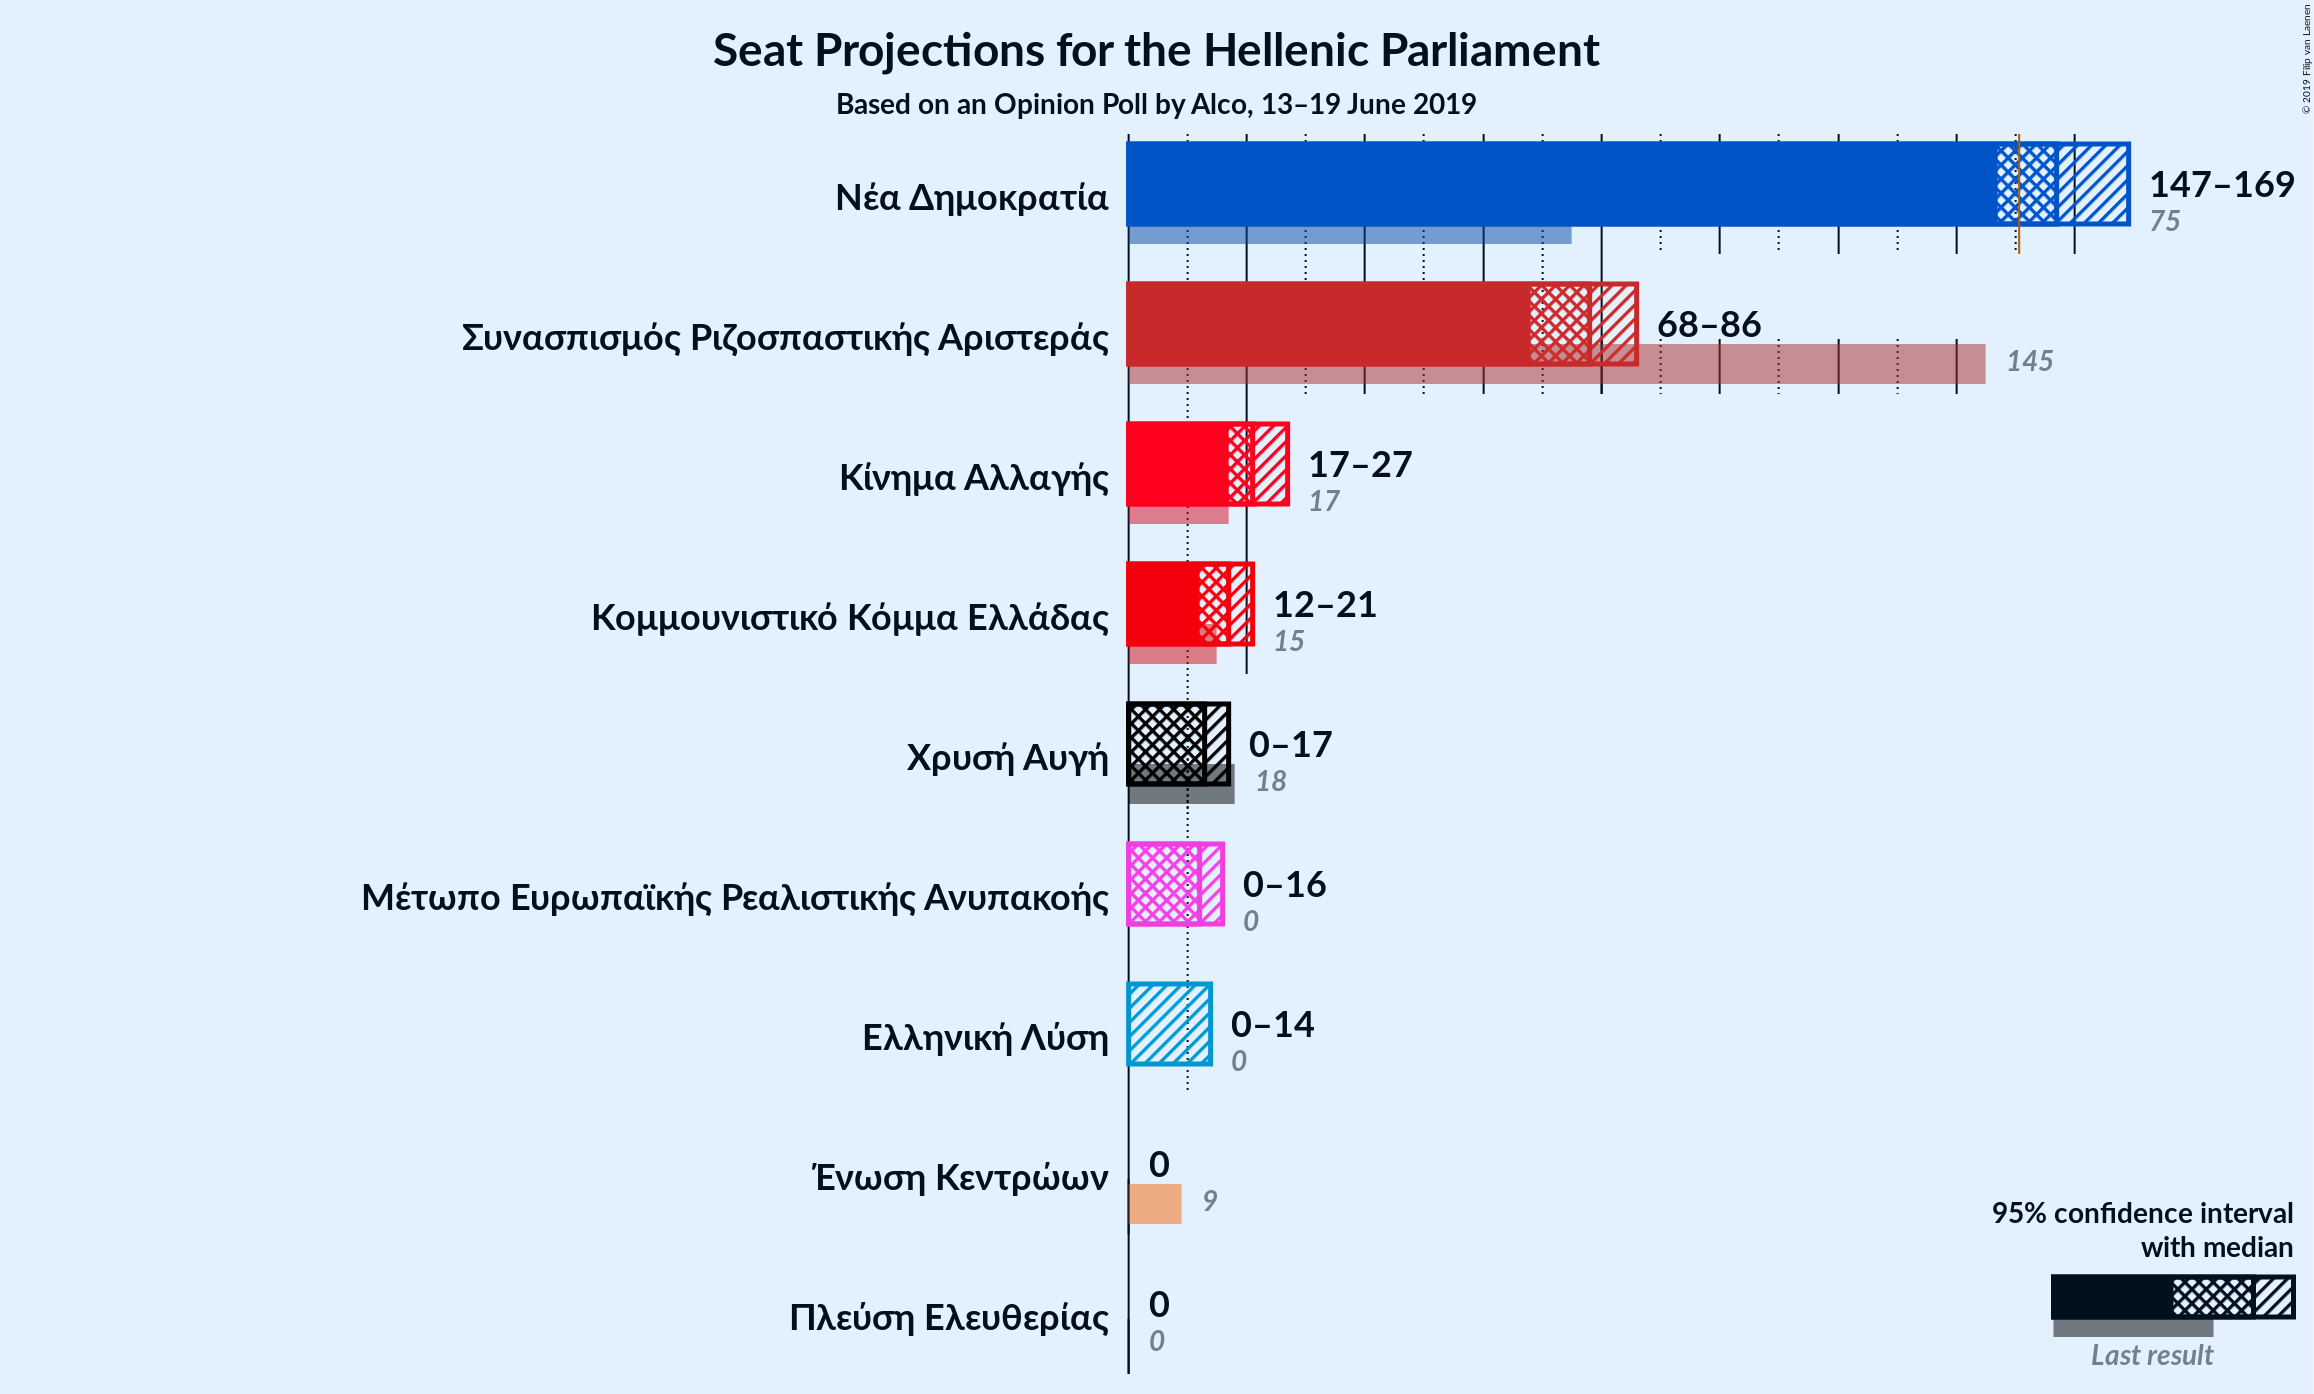 Seat Projections for the Hellenic Parliament
Based on an Opinion Poll by Alco, 13–19 June 2019
© 2019 Filip van Laenen
Νέα Δημοκρατία
147–169
75
Συνασπισμός Ριζοσπαστικής Αριστεράς
68–86
145
Κίνημα Αλλαγής
17–27
17
Κομμουνιστικό Κόμμα Ελλάδας
12–21
15
Χρυσή Αυγή
0–17
18
Μέτωπο Ευρωπαϊκής Ρεαλιστικής Ανυπακοής
0–16
0
Ελληνική Λύση
0–14
0
Ένωση Κεντρώων
0
9
Πλεύση Ελευθερίας
0
0
95% confidence interval
with median
Last result